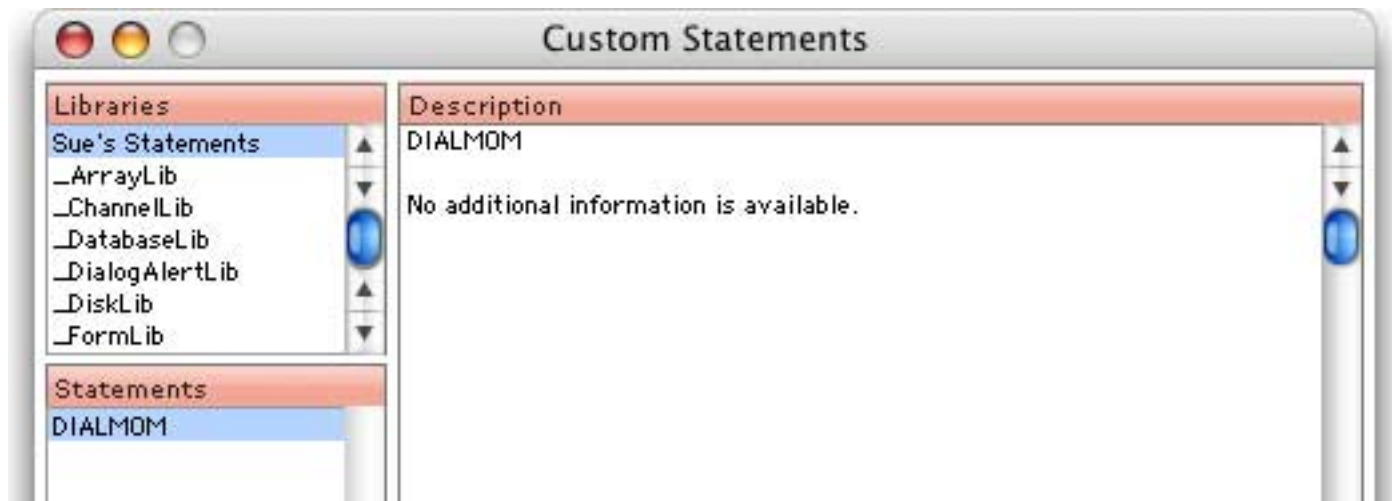 Custom Statements
Libraries
Sue's Statements
_ArrayLib
_ChannelLib
_DatabaseLib
_DialogAlertLib
_DiskLib
_FormLib
Statements
DIALMOM
Description
DIALMOM
No additional information is available.